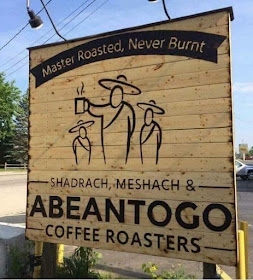 Master Roasted, Never Burnt
SHADRACH, MESHACH &
ABEANTOGO
COFFEE ROASTERS